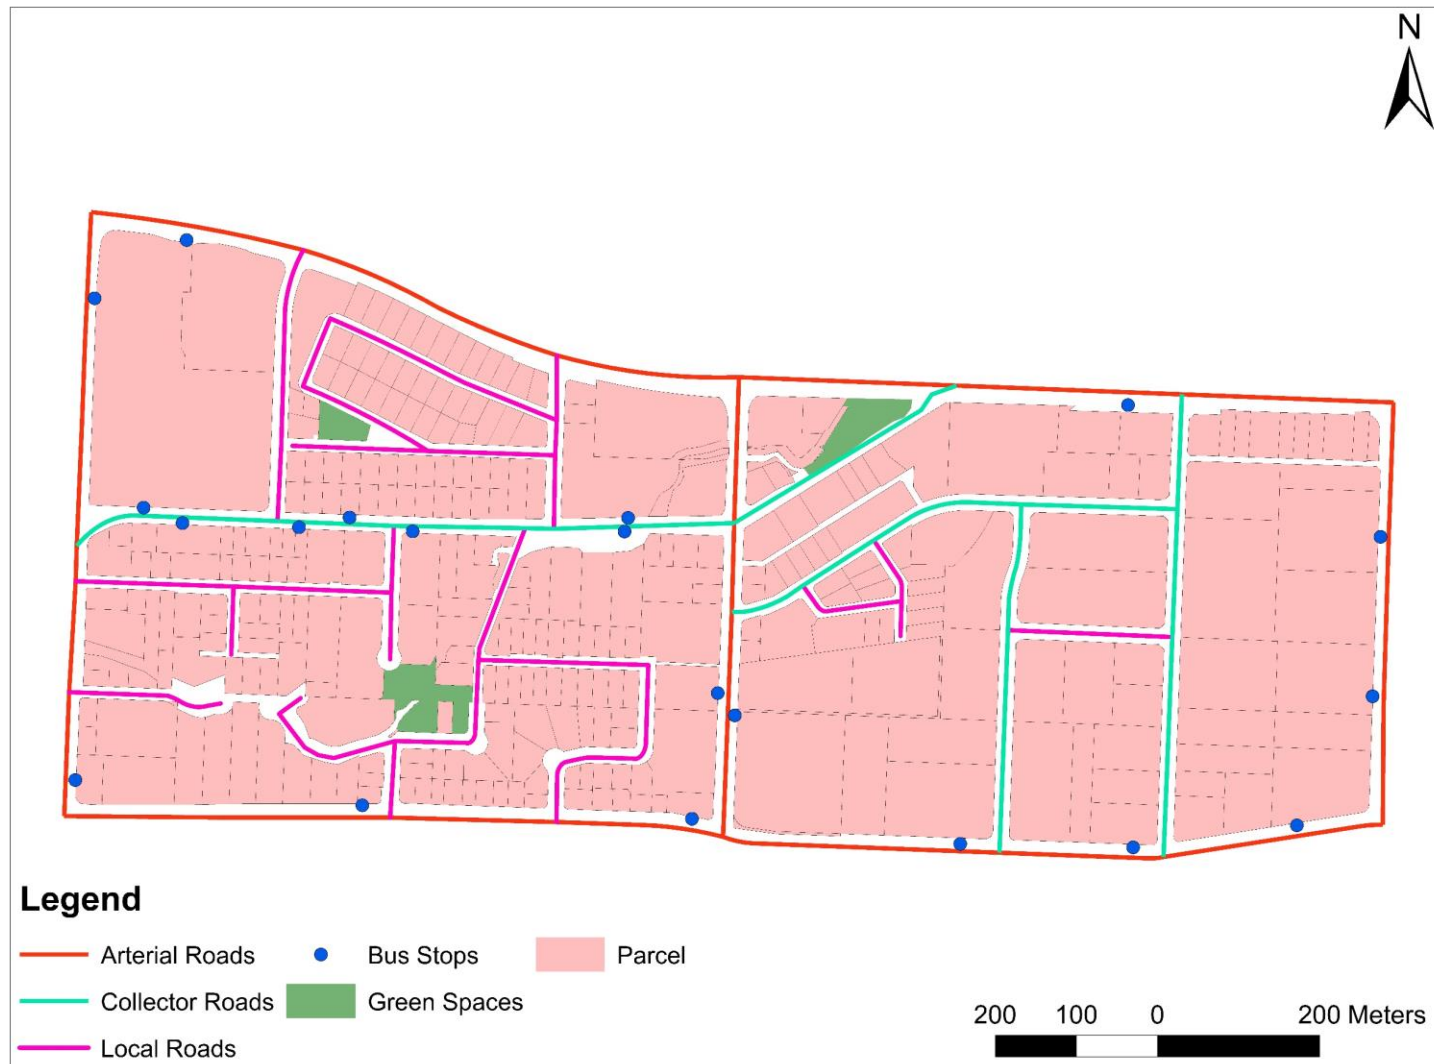 N
Legend
Arterial Roads
Bus Stops
Parcel
Collector Roads
Green Spaces
Local Roads
200 100 0 200 Meters